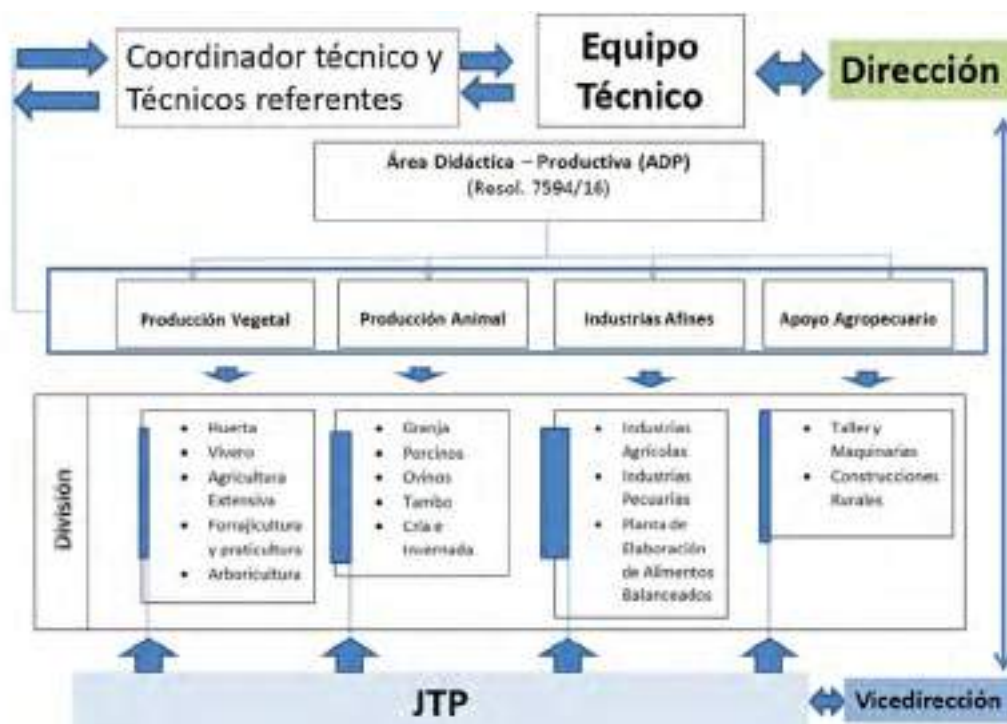 Coordinador técnico y
Técnicos referentes
Equipo
Técnico
Dirección
Área Didáctica – Productiva (ADP)
(Resol. 7594/16)
Producción Vegetal
Producción Animal
Industrias Afines
Apoyo Agropecuario
División
• Huerta
• Vivero
• Agricultura
Extensiva
• Forrajicultura
y praticultura
• Arboricultura
• Granja
• Porcinos
• Ovinos
• Tambo
• Cría e
Invernada
• Industrias
Agrícolas
• Industrias
Pecuarias
• Planta de
Elaboración
de Alimentos
Balanceados
• Taller y
Maquinarias
• Construcciones
Rurales
JTP
Vicedirección